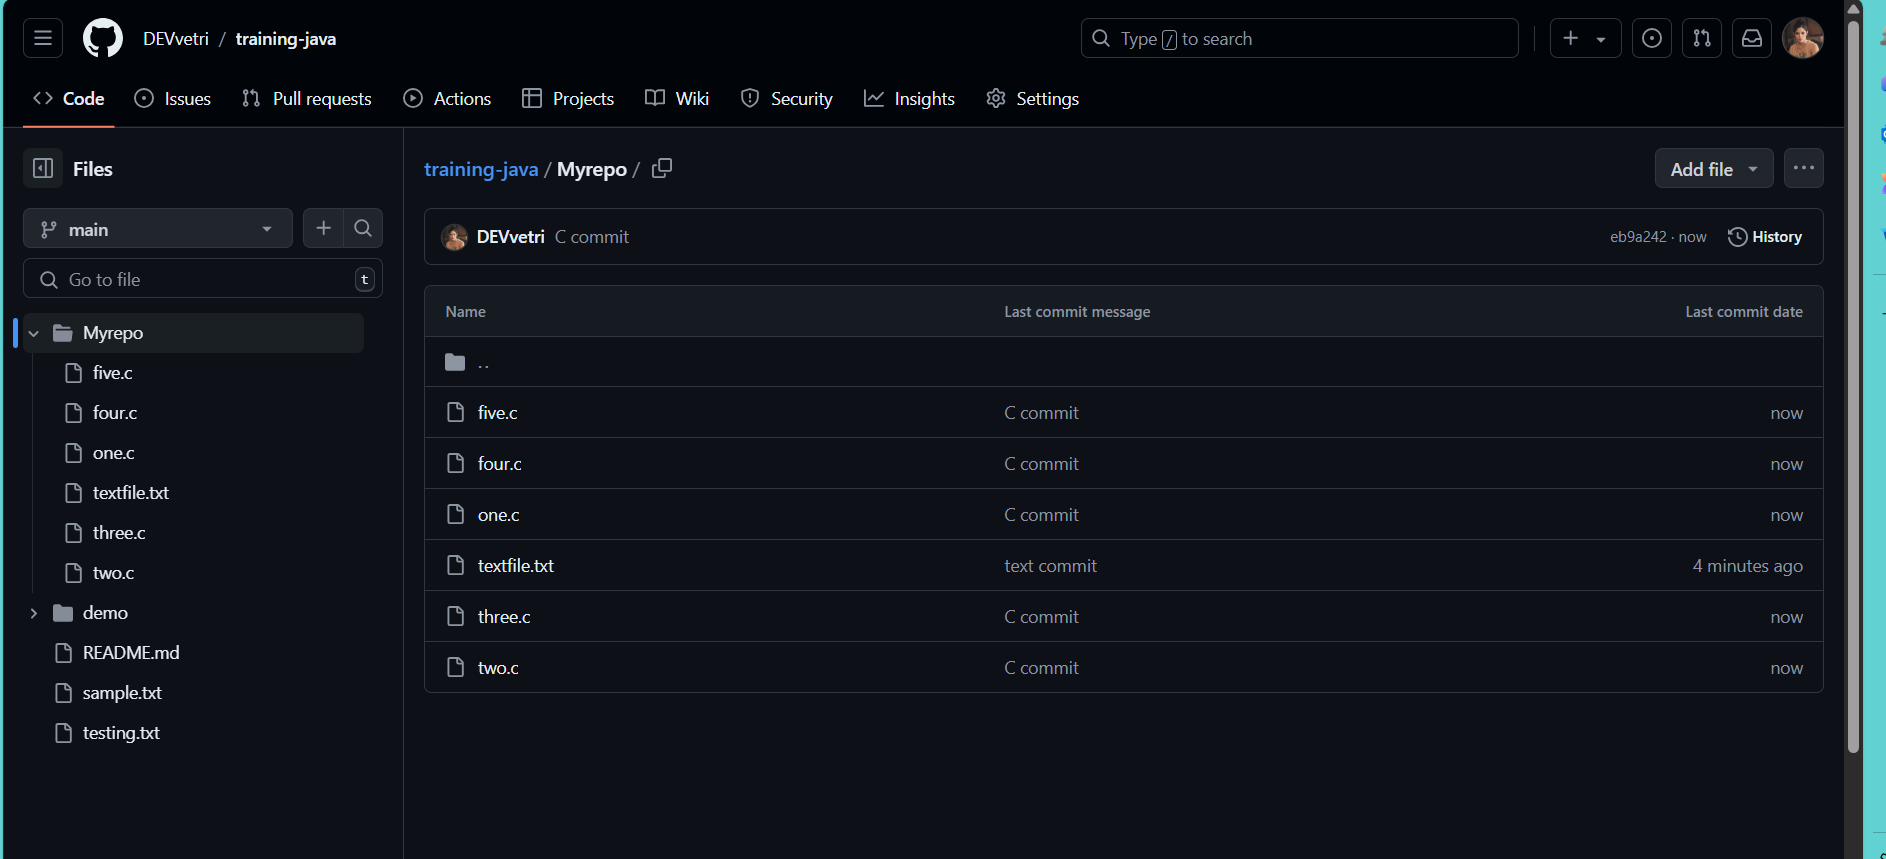 DEVvetri / training-java
Type / to search
Code
Issues
Pull requests
Actions
Projects
Wiki
Security
Insights
Settings
Files
main
Go to file
t
Myrepo
five.c
four.c
one.c
textfile.txt
three.c
two.c
demo
README.md
sample.txt
testing.txt
training-java / Myrepo /
Add file
DEVvetri C commit
eb9a242 · now
History
Name Last commit message Last commit date
..
five.c C commit now
four.c C commit now
one.c C commit now
textfile.txt text commit 4 minutes ago
three.c C commit now
two.c C commit now